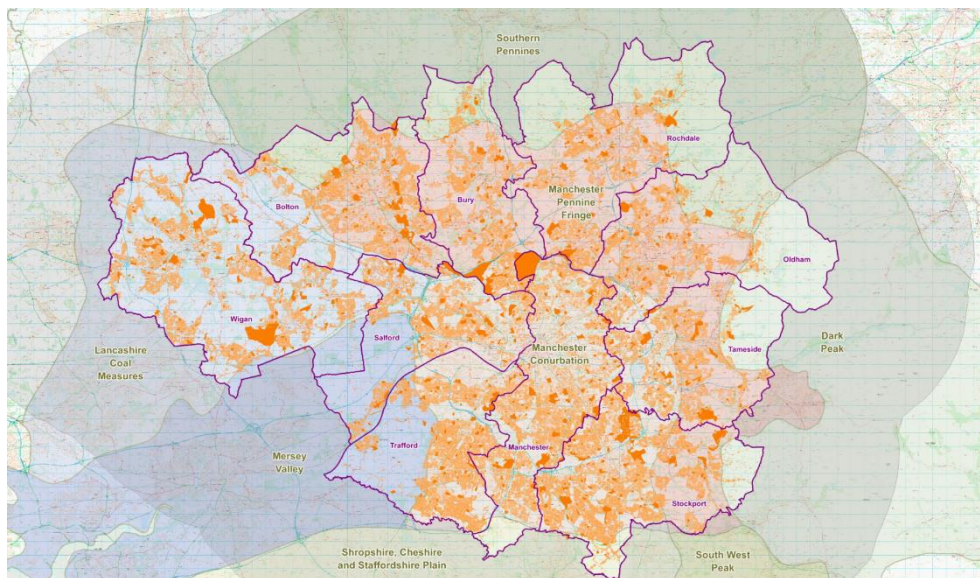 Southern
Pennines
Rochdale
Bolton
Bury
Manchester
Pennine
Fringe
Oldham
Wigan
Salford
Lancashire
Coal
Measures
Manchester
Conurbation
Tameside
Dark
Peak
Trafford
Manchester
Mersey
Valley
Stockport
Shropshire, Cheshire
and Staffordshire Plain
South West
Peak